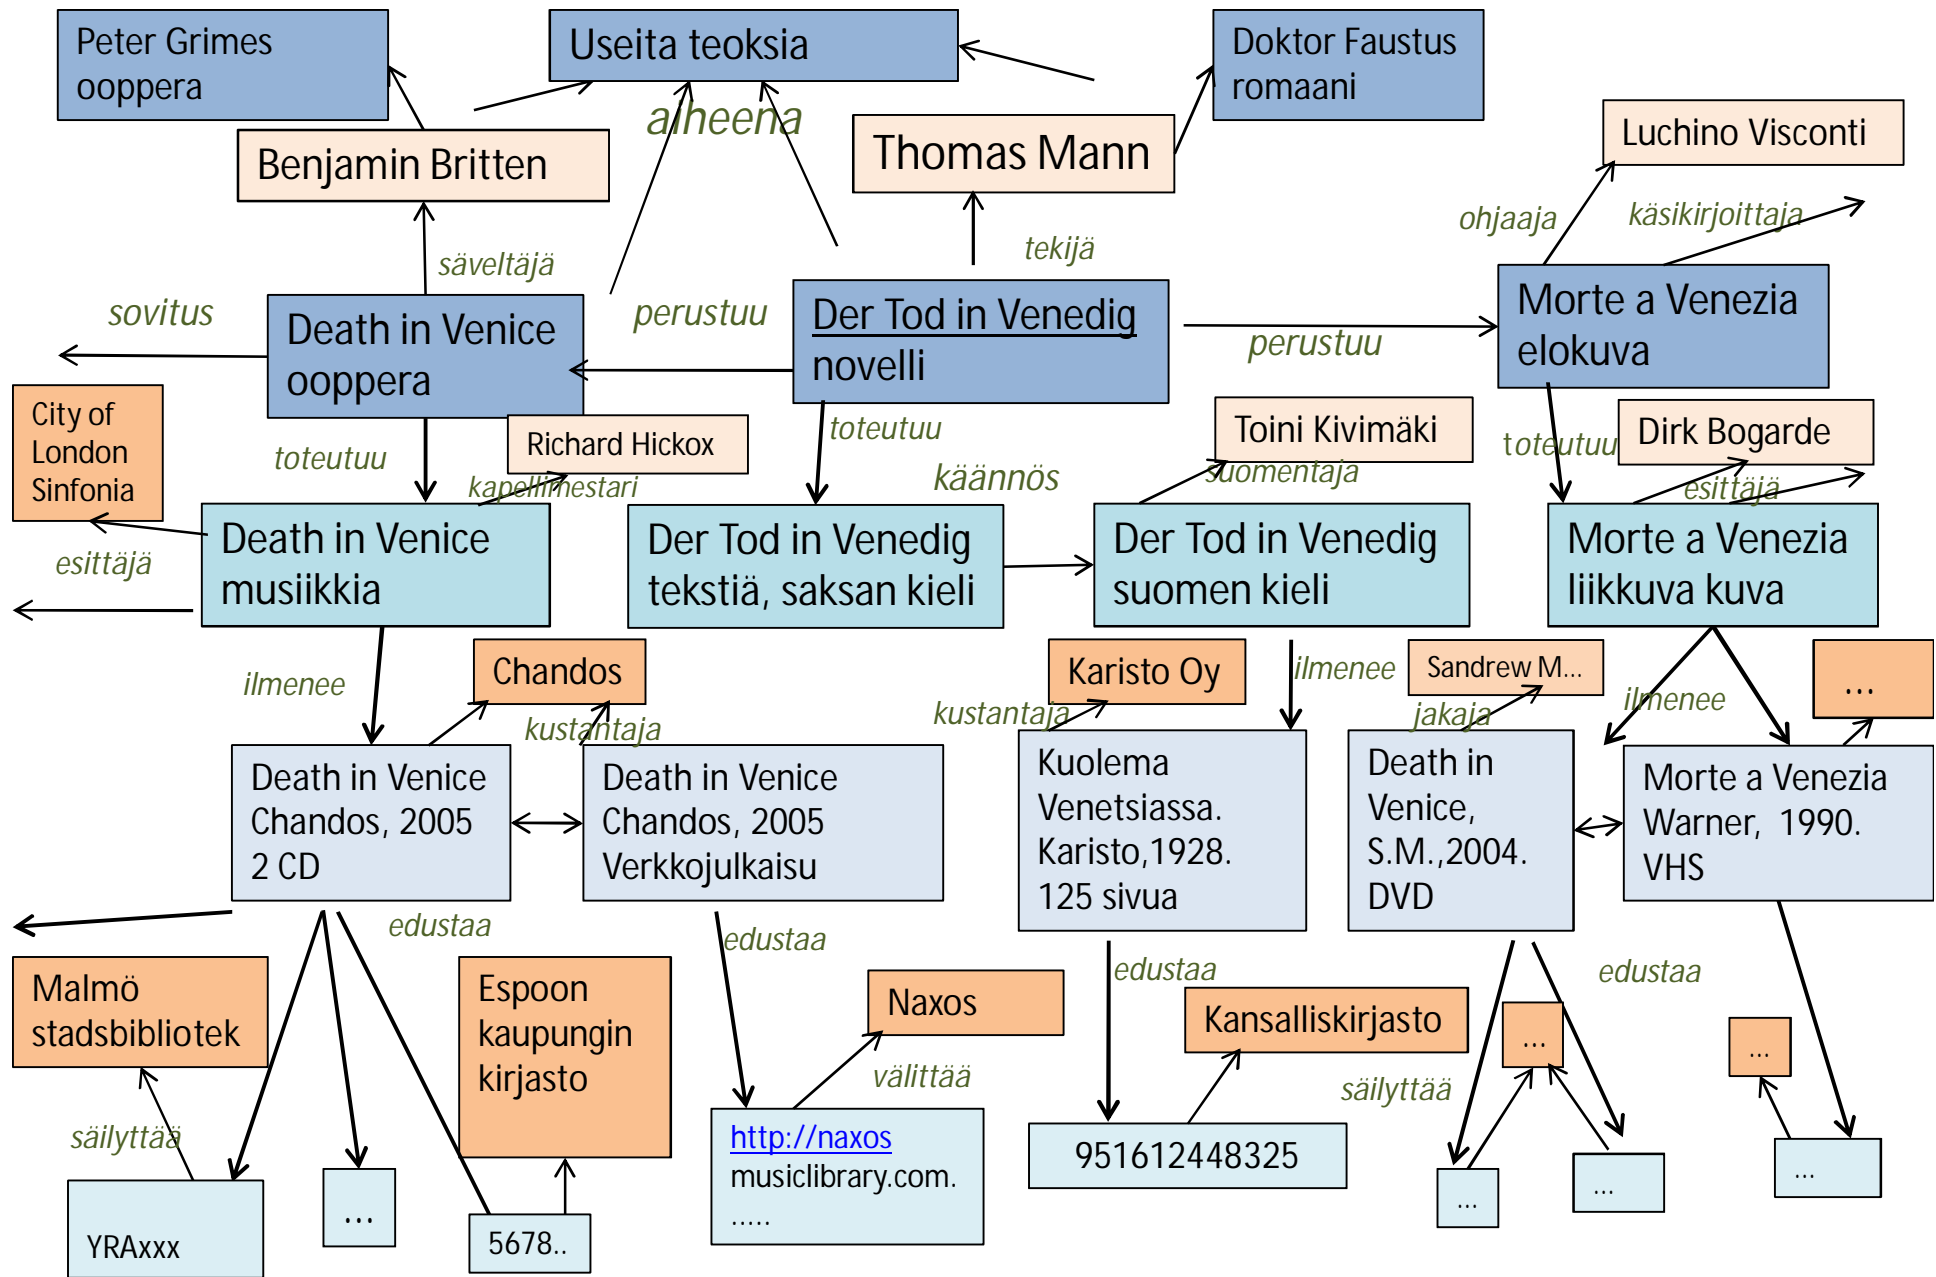 Peter Grimes
ooppera
Useita teoksia
Doktor Faustus
romaani
aiheena
Benjamin Britten
Thomas Mann
Luchino Visconti
säveltäjä
tekijä
ohjaaja
käsikirjoittaja
sovitus
Death in Venice
ooppera
perustuu
Der Tod in Venedig
novelli
perustuu
Morte a Venezia
elokuva
City of
London
Sinfonia
toteutuu
Richard Hickox
kapellimestari
toteutuu
käännös
Toini Kivimäki
suomentaja
toteutuu
Dirk Bogarde
esittäjä
esittäjä
Death in Venice
musiikkia
Der Tod in Venedig
tekstiä, saksan kieli
Der Tod in Venedig
suomen kieli
Morte a Venezia
liikkuva kuva
ilmenee
Chandos
kustantaja
kustantaja
Karisto Oy
ilmenee
Sandrew M...
jakaja
ilmenee
...
Death in Venice
Chandos, 2005
2 CD
Death in Venice
Chandos, 2005
Verkkojulkaisu
Kuolema
Venetsiassa.
Karisto,1928.
125 sivua
Death in
Venice,
S.M.,2004.
DVD
Morte a Venezia
Warner, 1990.
VHS
edustaa
edustaa
edustaa
edustaa
Malmö
stadsbibliotek
Espoon
kaupungin
kirjasto
Naxos
Kansalliskirjasto
...
...
säilyttää
välittää
säilyttää
YRAxxx
...
5678..
http://naxos
musiclibrary.com.
.....
951612448325
...
...
...